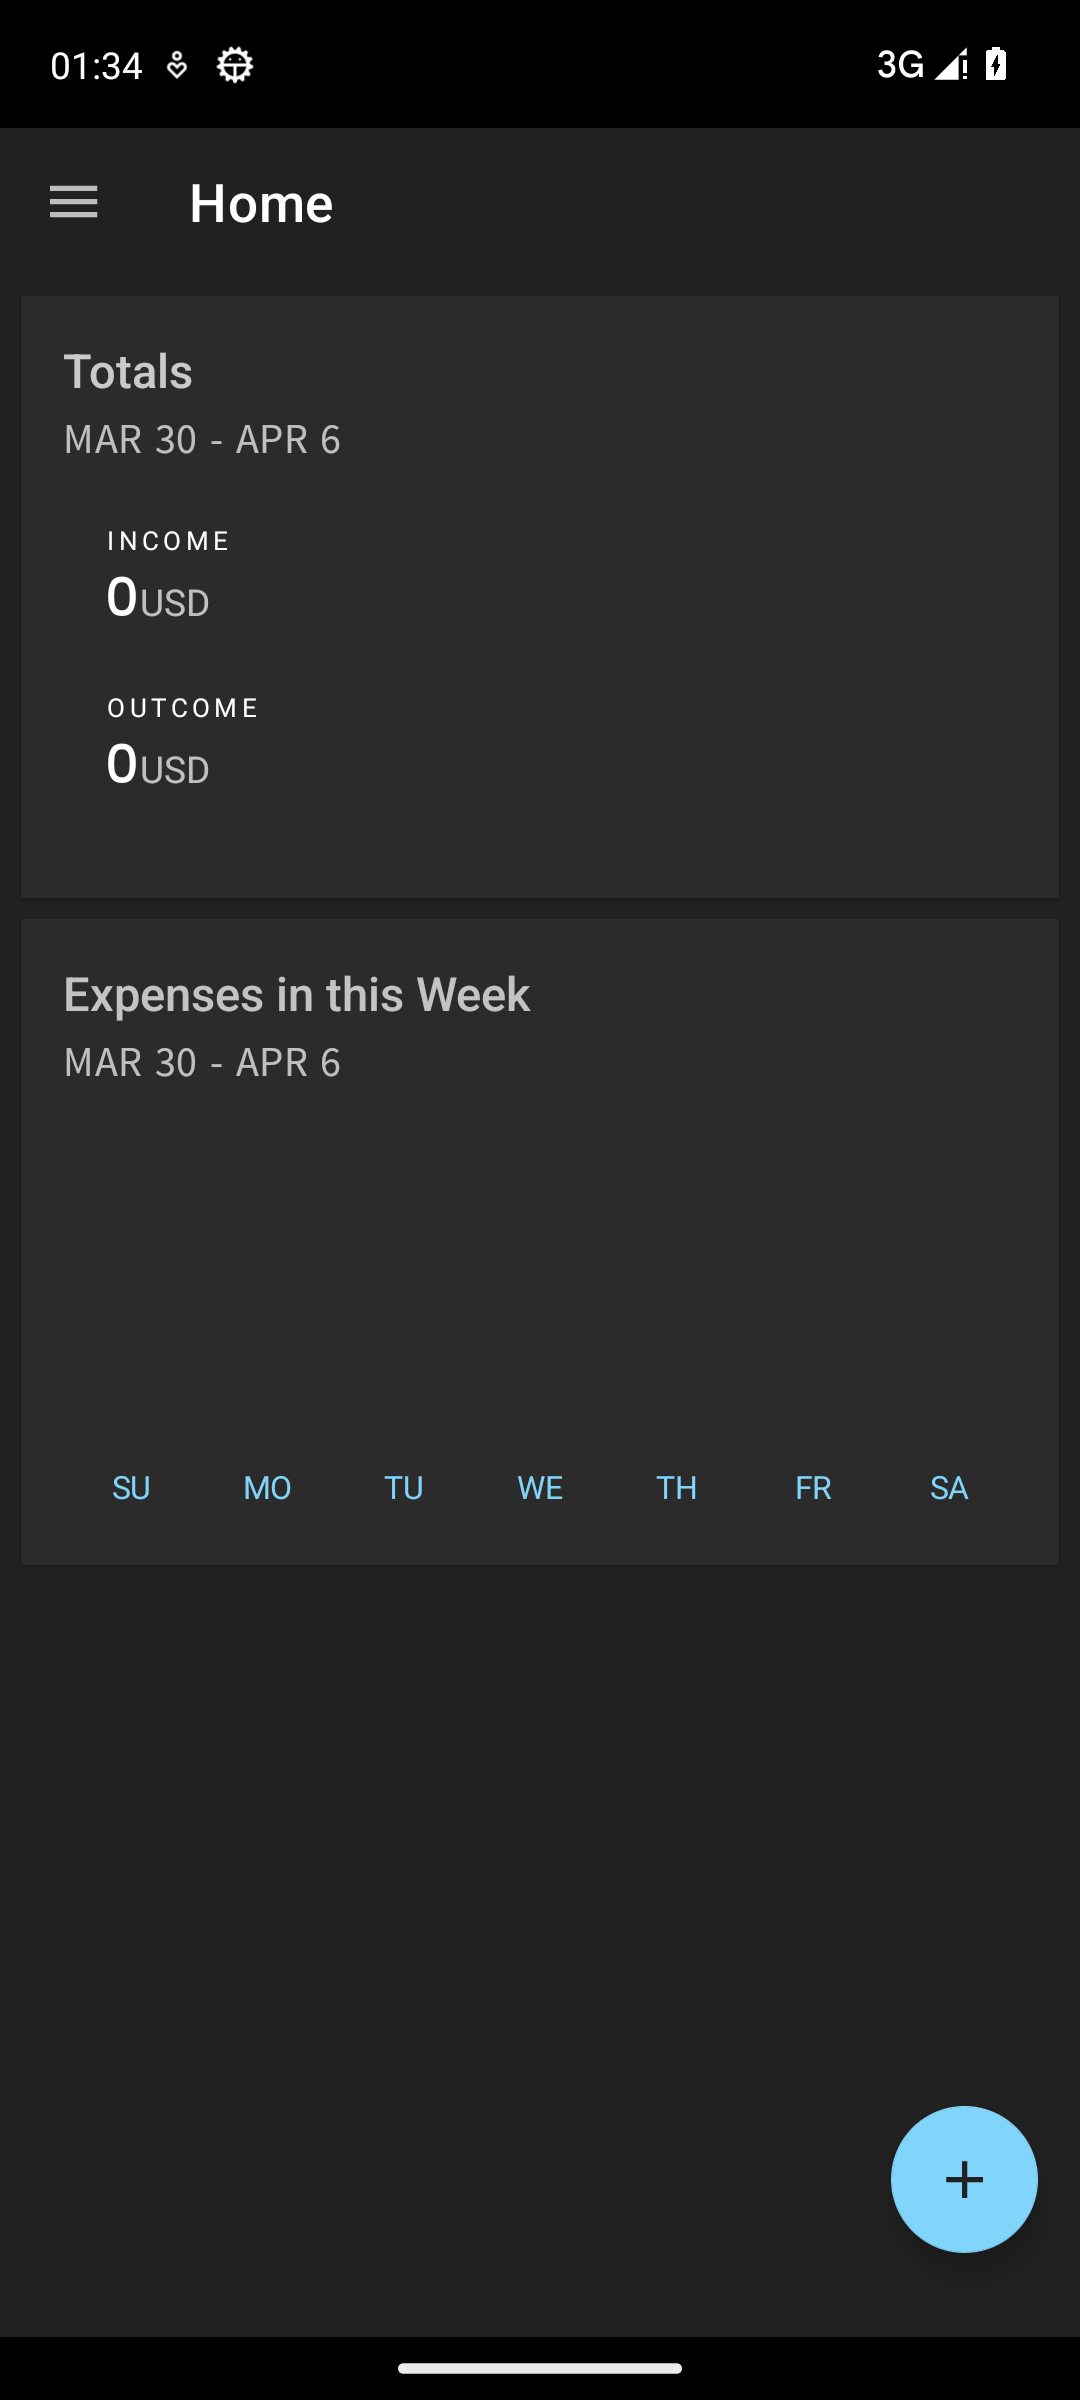 01:34
3G
Home
Totals
MAR 30 - APR 6
INCOME
0USD
OUTCOME
0USD
Expenses in this Week
MAR 30 - APR 6
SU MO TU WE TH FR SA